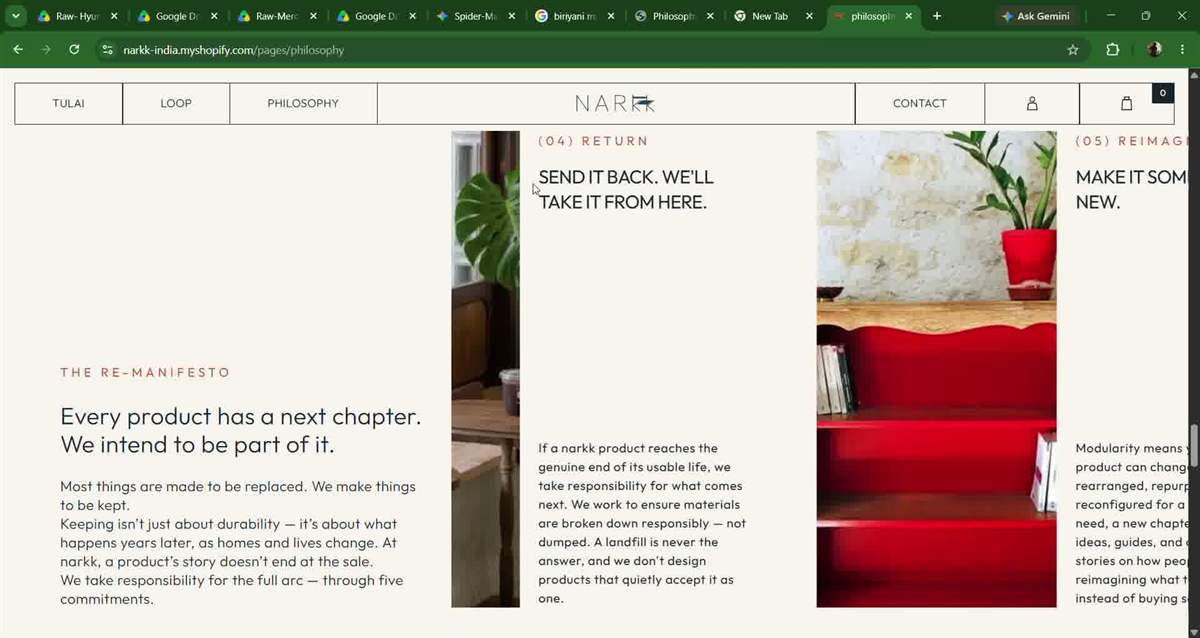 Raw- Hyu
Google D
Raw-Merc
Google D
Spider-Ma
biriyani m
Philosoph
New Tab
philosoph
Ask Gemini
narkk-india.myshopify.com/pages/philosophy
TULAI
LOOP
PHILOSOPHY
NARKK
CONTACT
0
THE RE-MANIFESTO
Every product has a next chapter.
We intend to be part of it.
Most things are made to be replaced. We make things
to be kept.
Keeping isn't just about durability — it's about what
happens years later, as homes and lives change. At
narkk, a product's story doesn't end at the sale.
We take responsibility for the full arc — through five
commitments.
(04) RETURN
SEND IT BACK. WE'LL
TAKE IT FROM HERE.
If a narkk product reaches the
genuine end of its usable life, we
take responsibility for what comes
next. We work to ensure materials
are broken down responsibly — not
dumped. A landfill is never the
answer, and we don't design
products that quietly accept it as
one.
(05) REIMAGI
MAKE IT SOM
NEW.
Modularity means y
product can change
rearranged, repurp
reconfigured for a
need, a new chapte
ideas, guides, and
stories on how peop
reimagining what t
instead of buying s